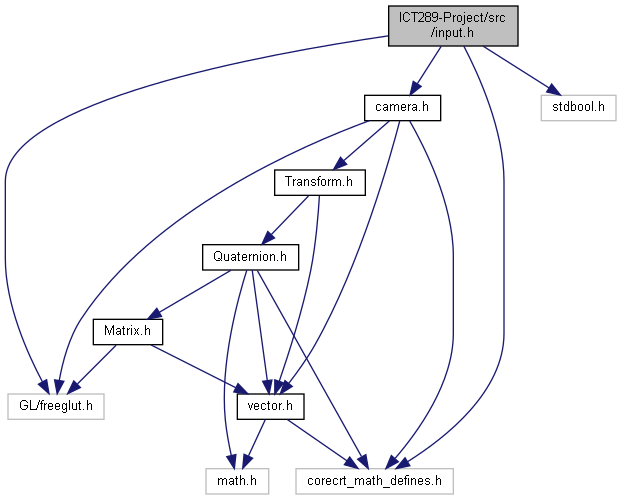 ICT289-Project/src
/input.h
camera.h
stdbool.h
Transform.h
Quaternion.h
Matrix.h
GL/freeglut.h
vector.h
math.h
corecrt_math_defines.h